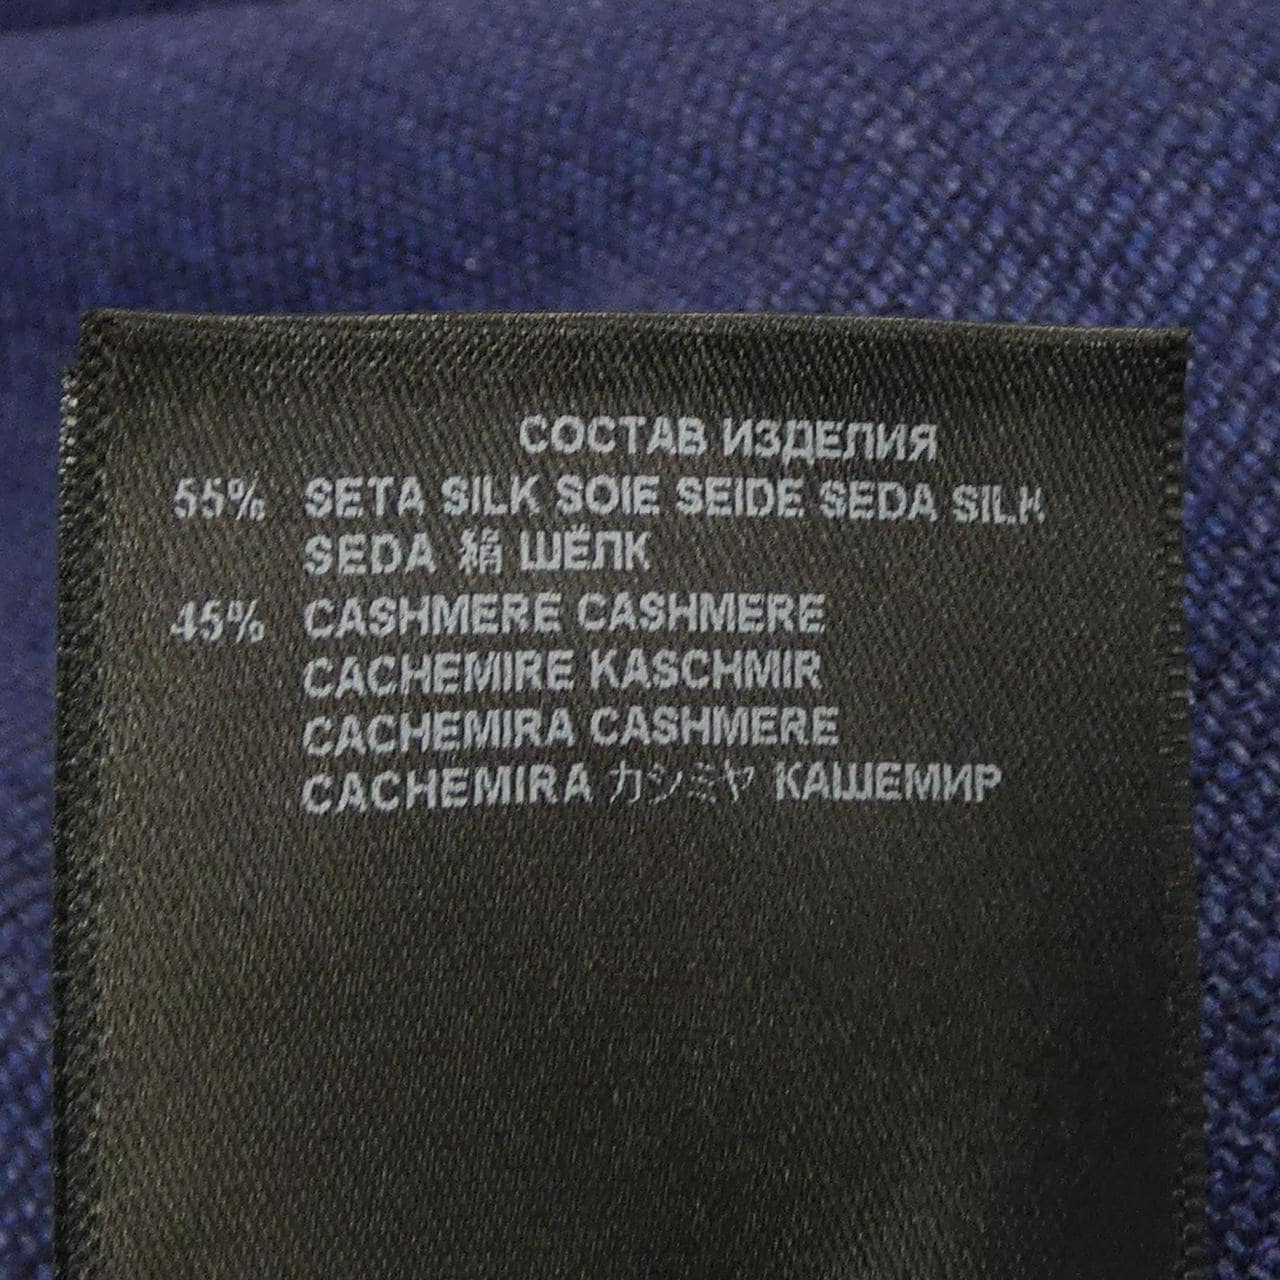 СОСТАВ ИЗДЕЛИЯ
55% SETA SILK SOIE SEIDE SEDA SILK
SEDA 絹 ШЁЛК
45% CASHMERE CASHMERE
CACHEMIRE KASCHMIR
CACHEMIRA CASHMERE
CACHEMIRA カシミヤ КАШЕМИР